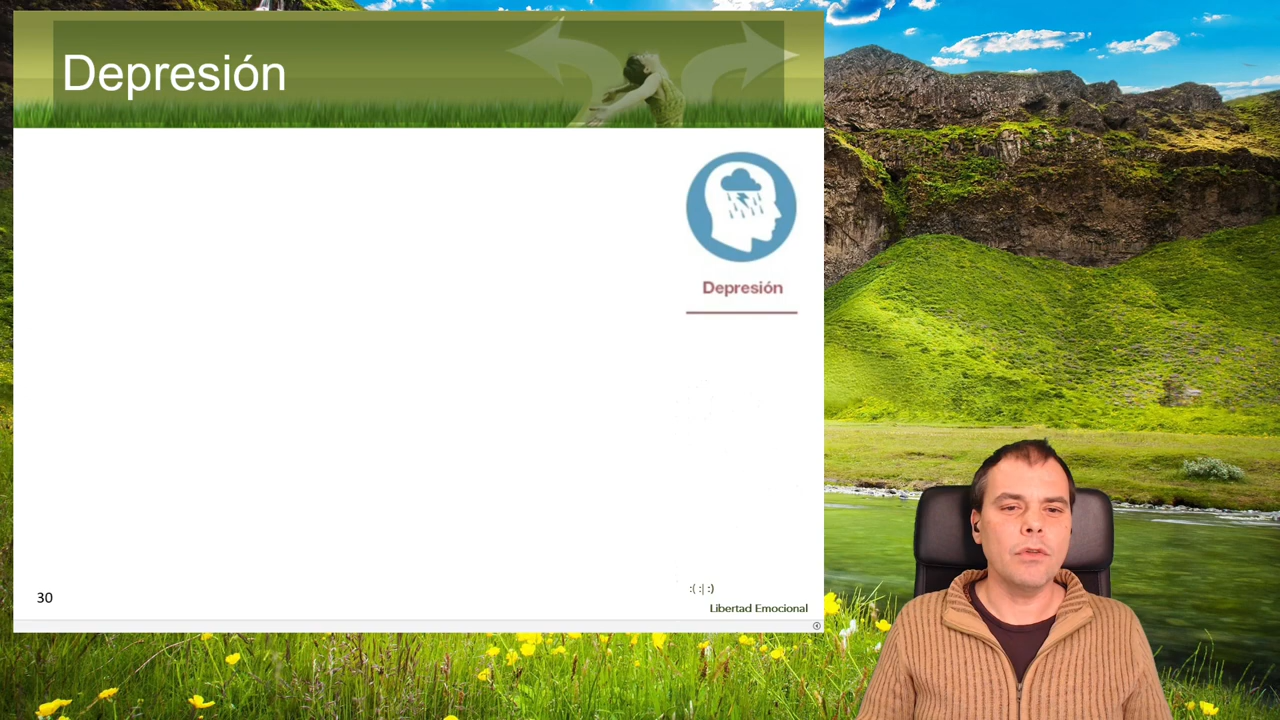 Depresión
Depresión
:( :| :)
Libertad Emocional
30